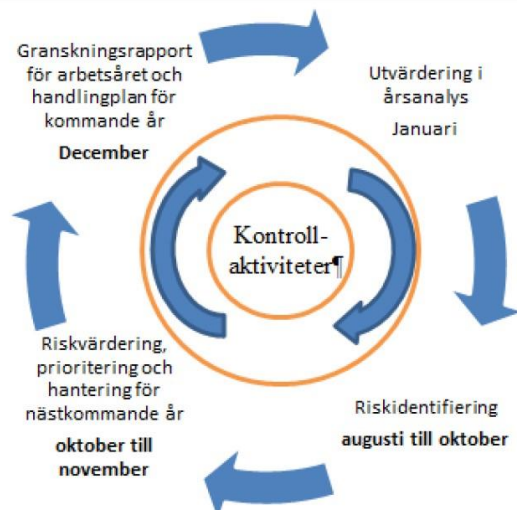 Granskningsrapport
för arbetsåret och
handlingplan för
kommande år
December
Utvärdering i
årsanalys
Januari
Kontroll-
aktiviteter¶
Riskidentifiering
augusti till oktober
Riskvärdering,
prioritering och
hantering för
nästkommande år
oktober till
november